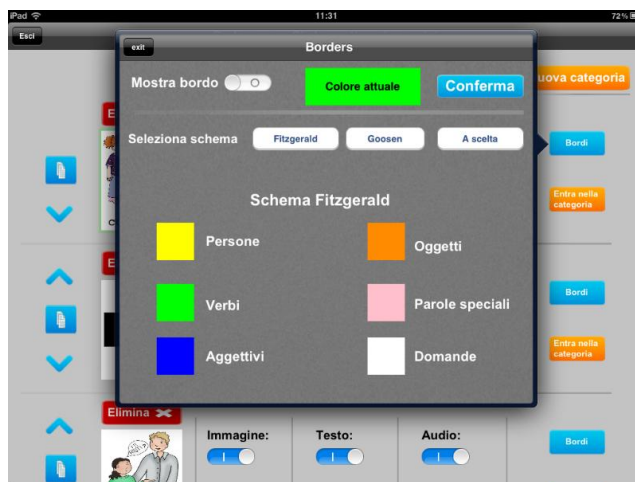 iPad 11:31 72%
Esci
exit Borders
Mostra bordo Colore attuale Conferma
uova categoria
Seleziona schema Fitzgerald Goosen A scelta
Bordi
Entra nella
categoria
Schema Fitzgerald
Persone Oggetti
Verbi Parole speciali
Bordi
Aggettivi Domande
Entra nella
categoria
Elimina
Immagine: Testo: Audio:
Bordi